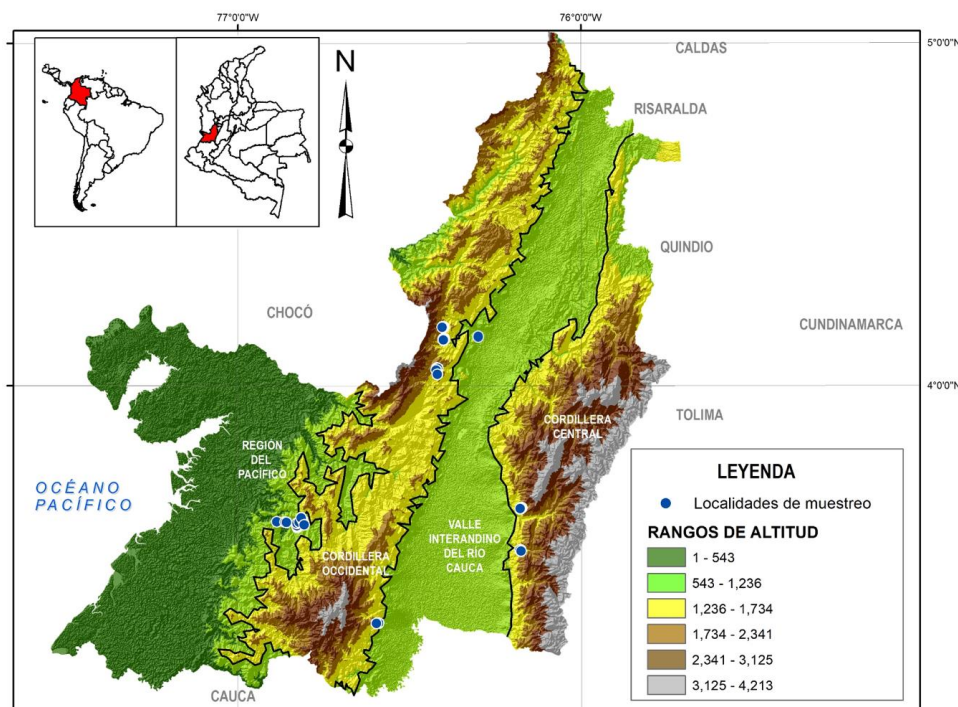 77°0'0"W
76°0'0"W
5°0'0"N
CALDAS
N
RISARALDA
QUINDIO
CHOCÒ
CUNDINAMARCA
4°0'0"N
TOLIMA
CORDILLERA
CENTRAL
REGIÓN
DEL
PACÍFICO
OCÉANO
PACÍFICO
VALLE
INTERANDINO
DEL RÍO
CAUCA
CORDILLERA
OCCIDENTAL
CAUCA
LEYENDA
Localidades de muestreo
RANGOS DE ALTITUD
1 - 543
543 - 1,236
1,236 - 1,734
1,734 - 2,341
2,341 - 3,125
3,125 - 4,213